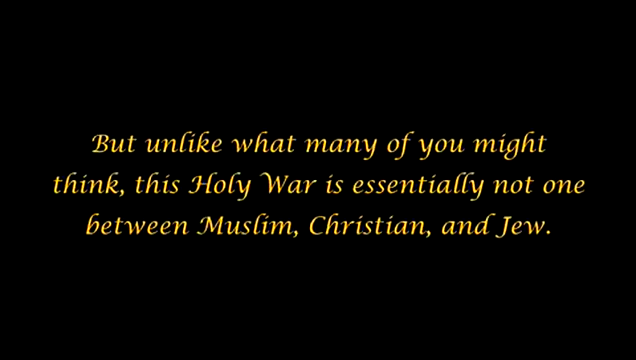 But unlike what many of you might
think, this Holy War is essentially not one
between Muslim, Christian, and Jew.